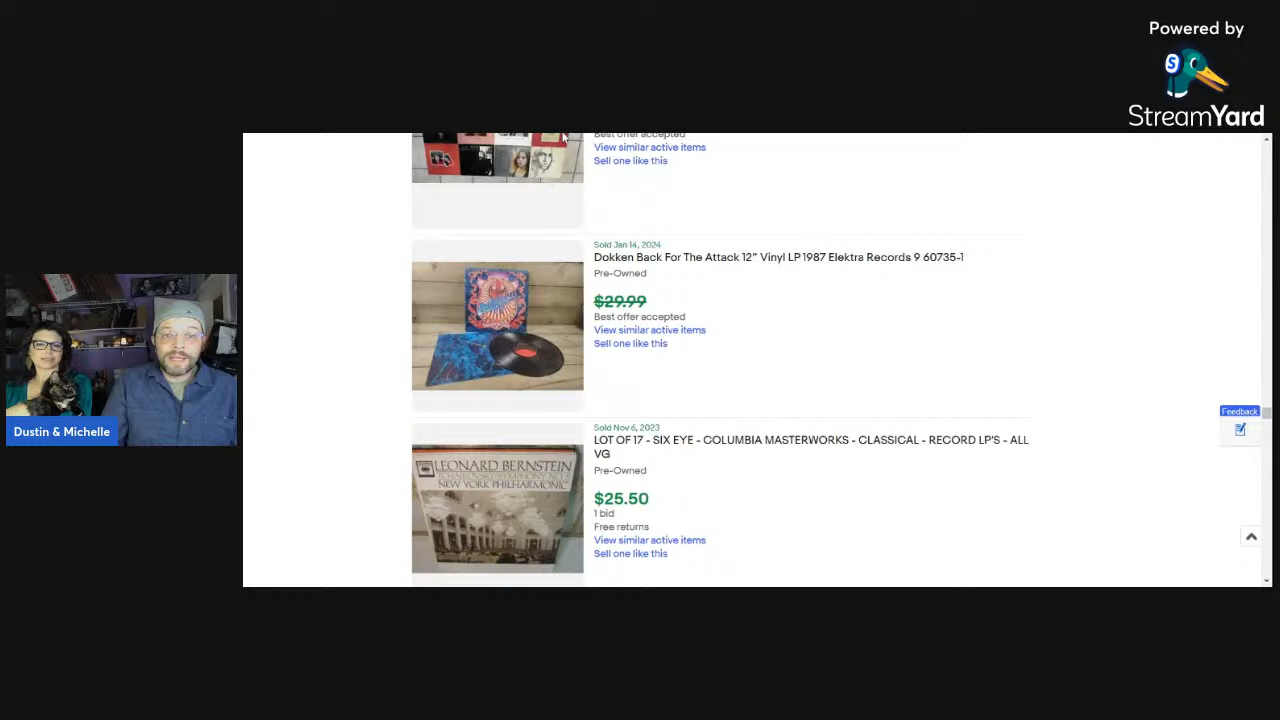 Powered by
S
StreamYard
Best offer accepted
View similar active items
Sell one like this
Sold Jan 14, 2024
Dokken Back For The Attack 12" Vinyl LP 1987 Elektra Records 9 60735-1
Pre-Owned
$29.99
Best offer accepted
View similar active items
Sell one like this
Feedback
Dustin & Michelle
Sold Nov 6, 2023
LOT OF 17 - SIX EYE - COLUMBIA MASTERWORKS - CLASSICAL - RECORD LP'S - ALL
VG
Pre-Owned
$25.50
1 bid
Free returns
View similar active items
Sell one like this
LEONARD BERNSTEIN
NEW YORK PHILHARMONIC